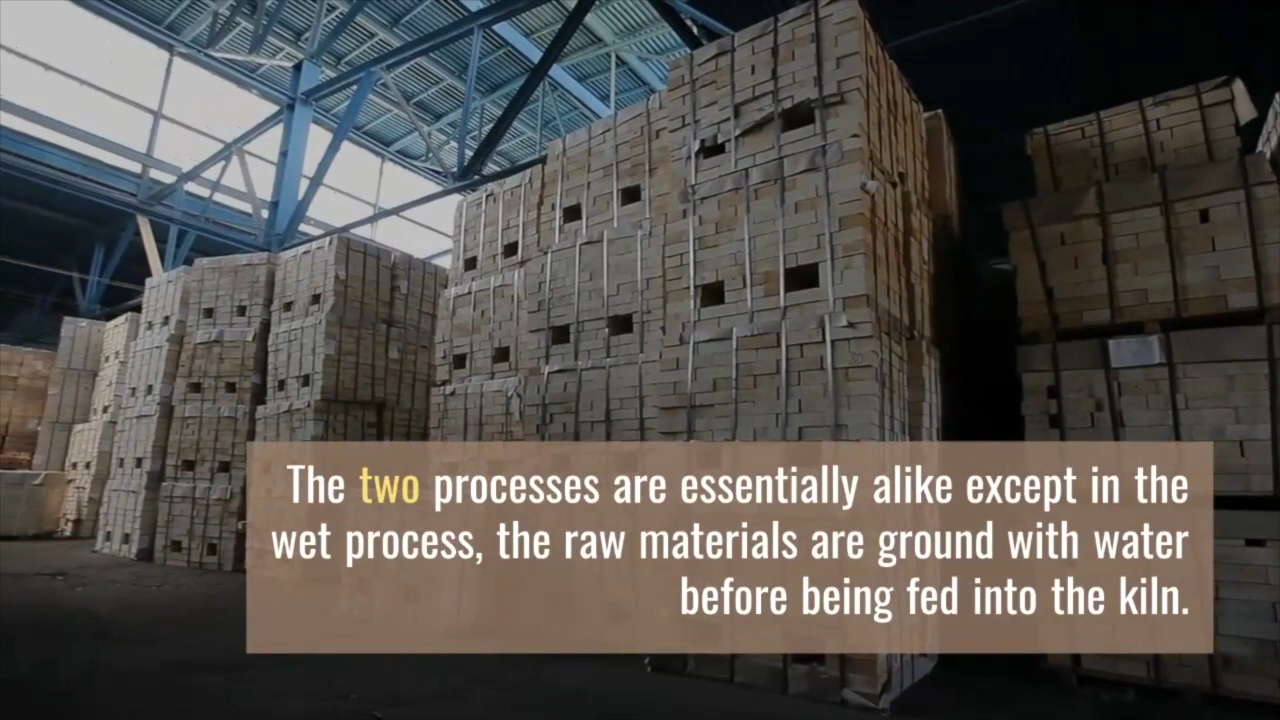 The two processes are essentially alike except in the
wet process, the raw materials are ground with water
before being fed into the kiln.